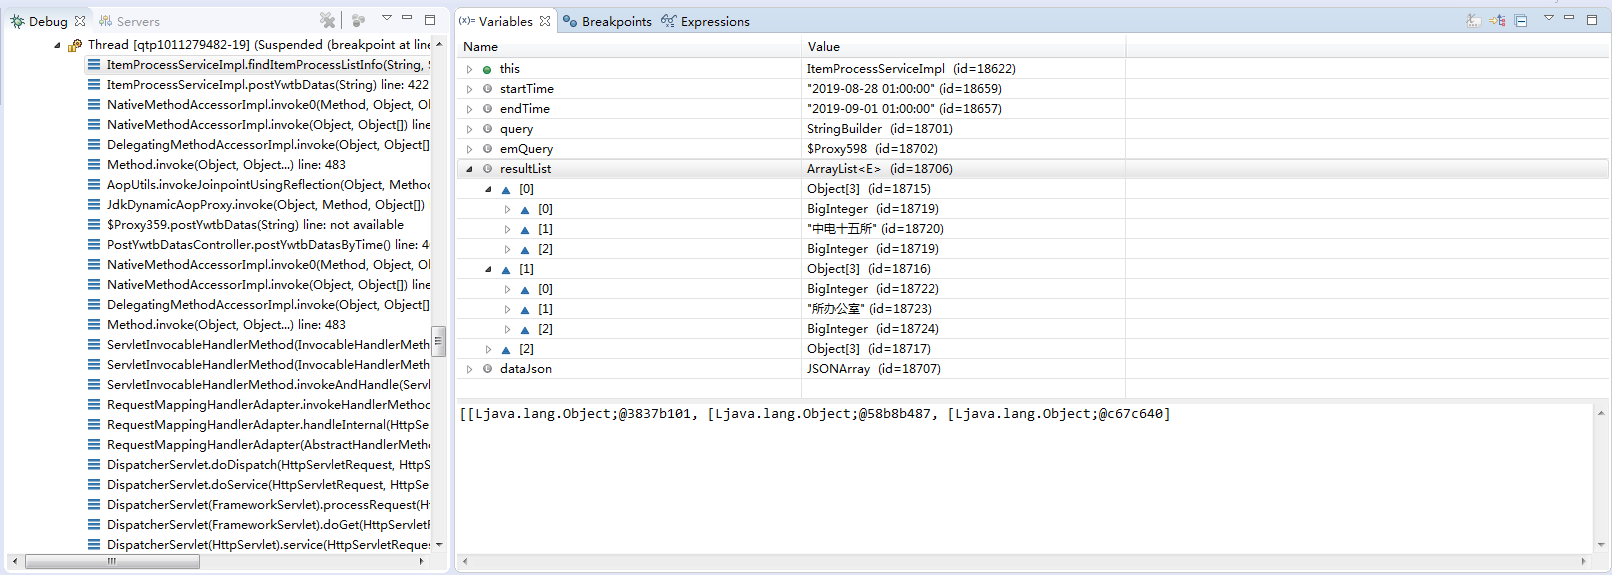 Debug
Servers
Thread [qtp1011279482-19] (Suspended (breakpoint at line
ItemProcessServiceImpl.findItemProcessListInfo(String, S
ItemProcessServiceImpl.postYwtbDatas(String) line: 422
NativeMethodAccessorImpl.invoke0(Method, Object, Ob
NativeMethodAccessorImpl.invoke(Object, Object[]) line
DelegatingMethodAccessorImpl.invoke(Object, Object[]
Method.invoke(Object, Object...) line: 483
AopUtils.invokeJoinpointUsingReflection(Object, Method
JdkDynamicAopProxy.invoke(Object, Method, Object[])
$Proxy359.postYwtbDatas(String) line: not available
PostYwtbDatasController.postYwtbDatasByTime() line: 4
NativeMethodAccessorImpl.invoke0(Method, Object, Ob
NativeMethodAccessorImpl.invoke(Object, Object[]) line
DelegatingMethodAccessorImpl.invoke(Object, Object[]
Method.invoke(Object, Object...) line: 483
ServletInvocableHandlerMethod(InvocableHandlerMeth
ServletInvocableHandlerMethod(InvocableHandlerMeth
ServletInvocableHandlerMethod.invokeAndHandle(Servl
RequestMappingHandlerAdapter.invokeHandlerMethod
RequestMappingHandlerAdapter.handleInternal(HttpSe
RequestMappingHandlerAdapter(AbstractHandlerMetho
DispatcherServlet.doDispatch(HttpServletRequest, HttpS
DispatcherServlet.doService(HttpServletRequest, HttpSe
DispatcherServlet(FrameworkServlet).processRequest(H
DispatcherServlet(FrameworkServlet).doGet(HttpServletR
DispatcherServlet(HttpServlet).service(HttpServletReque
(x)= Variables
Breakpoints
Expressions
Name Value
this ItemProcessServiceImpl (id=18622)
startTime "2019-08-28 01:00:00" (id=18659)
endTime "2019-09-01 01:00:00" (id=18657)
query StringBuilder (id=18701)
emQuery $Proxy598 (id=18702)
resultList ArrayList<E> (id=18706)
[0] Object[3] (id=18715)
[0] BigInteger (id=18719)
[1] "中电十五所" (id=18720)
[2] BigInteger (id=18719)
[1] Object[3] (id=18716)
[0] BigInteger (id=18722)
[1] "所办公室" (id=18723)
[2] BigInteger (id=18724)
[2] Object[3] (id=18717)
dataJson JSONArray (id=18707)
[[Ljava.lang.Object;@3837b101, [Ljava.lang.Object;@58b8b487, [Ljava.lang.Object;@c67c640]